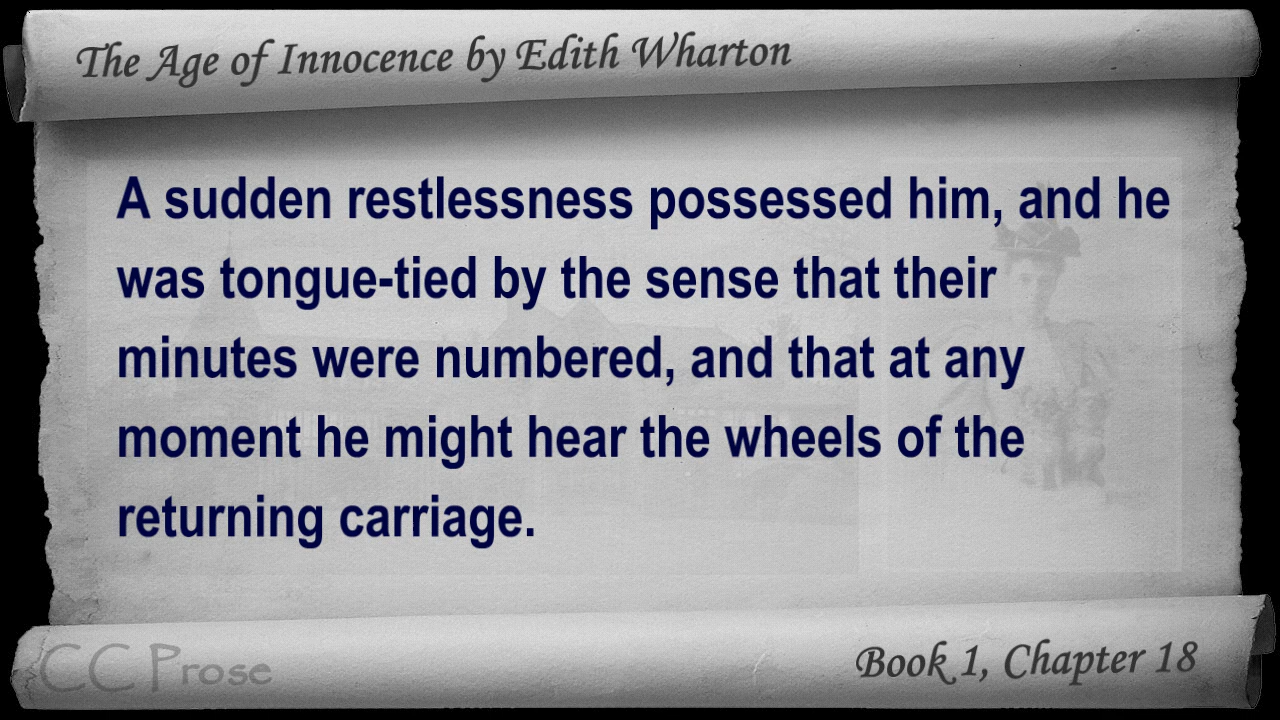 The Age of Innocence by Edith Wharton
A sudden restlessness possessed him, and he
was tongue-tied by the sense that their
minutes were numbered, and that at any
moment he might hear the wheels of the
returning carriage.
CC Prose
Book 1, Chapter 18